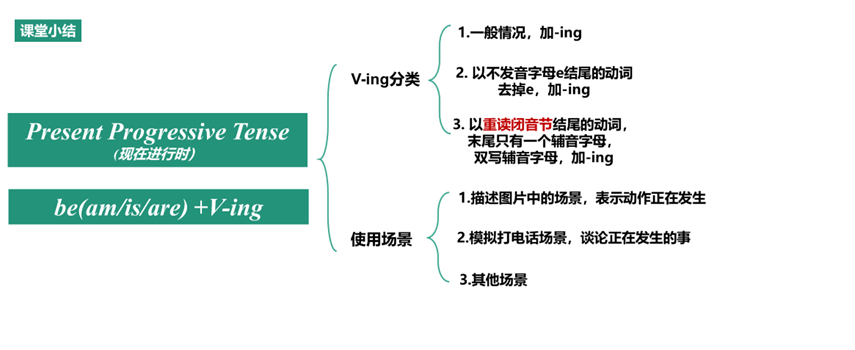 课堂小结
Present Progressive Tense
(现在进行时)
be(am/is/are) +V-ing
V-ing分类
1.一般情况，加-ing
2. 以不发音字母e结尾的动词
去掉e，加-ing
3. 以重读闭音节结尾的动词，
末尾只有一个辅音字母，
双写辅音字母，加-ing
使用场景
1.描述图片中的场景，表示动作正在发生
2.模拟打电话场景，谈论正在发生的事
3.其他场景